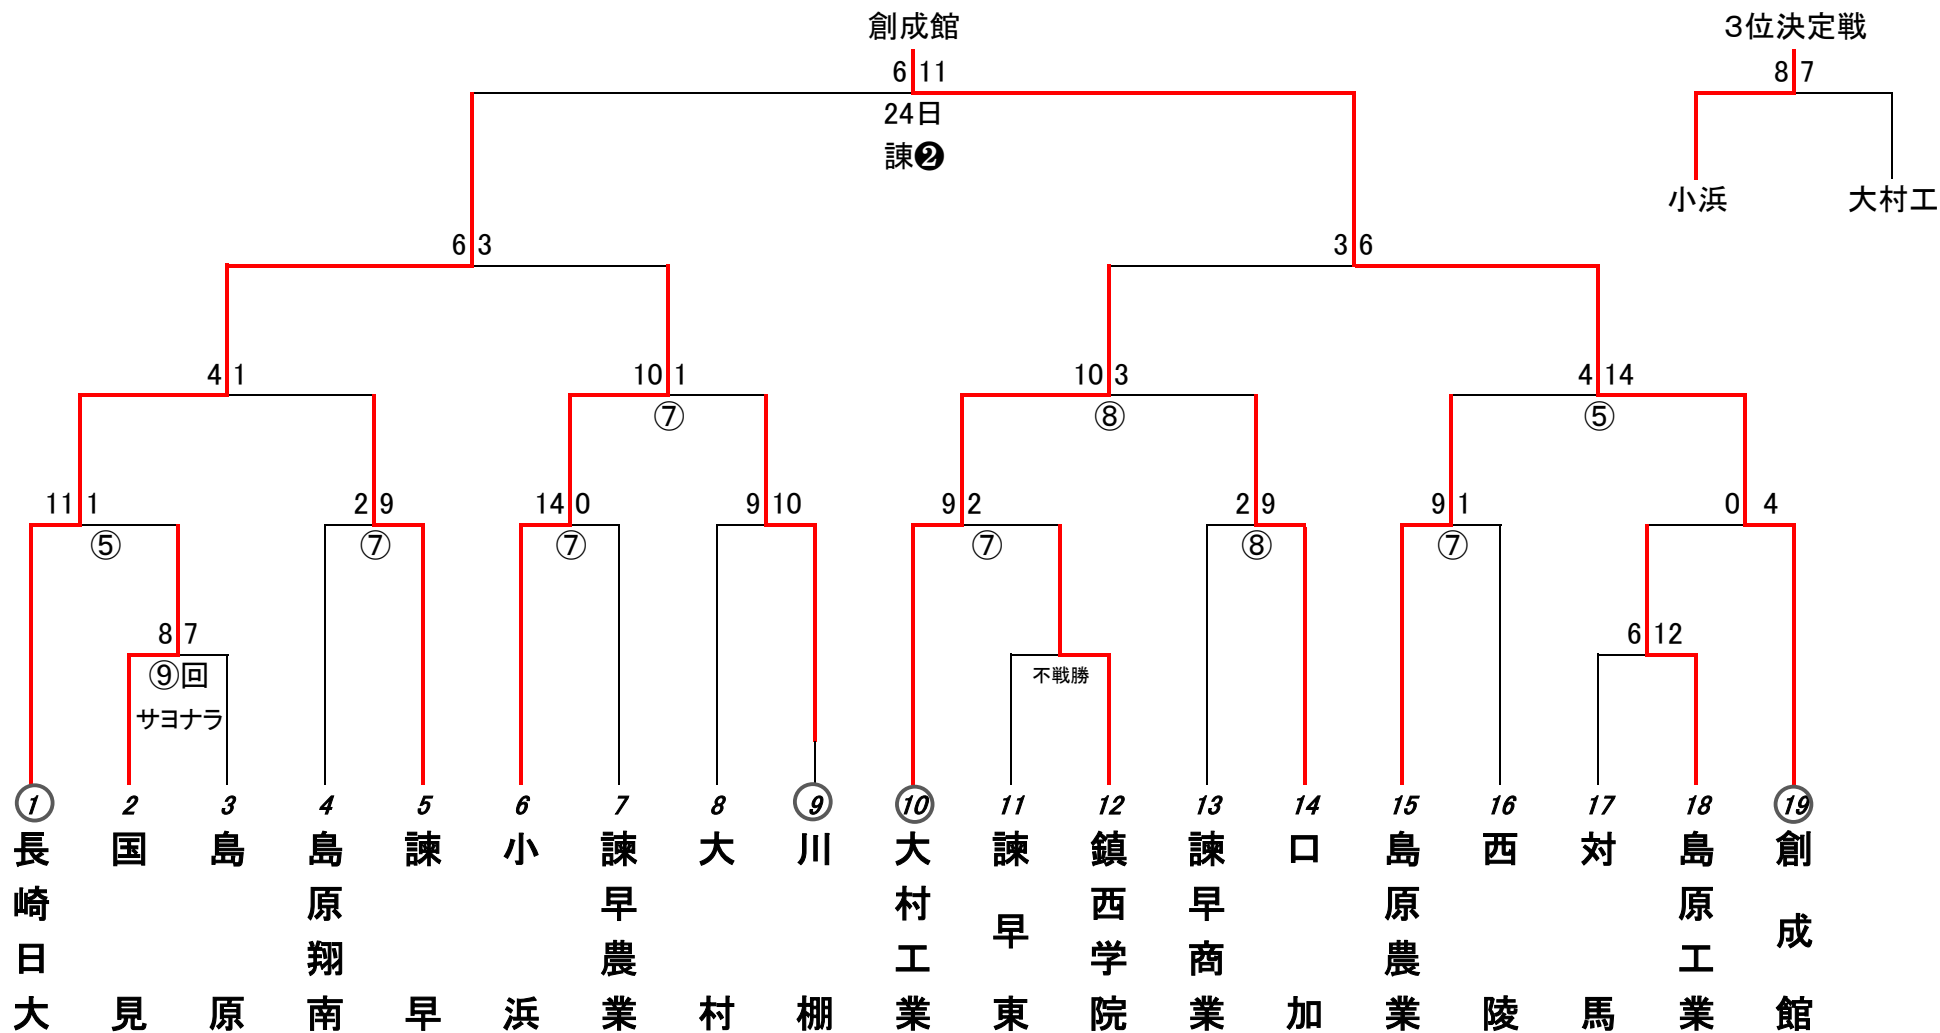 創成館
3位決定戦
6 11
8 7
24日
諫❷
小浜
大村工
6 3
3 6
4 1
10 1
10 3
4 14
⑦
⑧
⑤
11 1
2 9
14 0
9 10
9 2
2 9
9 1
0 4
⑤
⑦
⑦
⑦
⑧
⑦
8 7
6 12
⑨回
不戦勝
サヨナラ
1 2 3 4 5 6 7 8 9 10 11 12 13 14 15 16 17 18 19
長崎日大
国見
島原
島原翔南
諫早
小浜
諫早農業
大村
川棚
大村工業
諫早東
鎮西学院
諫早商業
口加
島原農業
西陵
対馬
島原工業
創成館